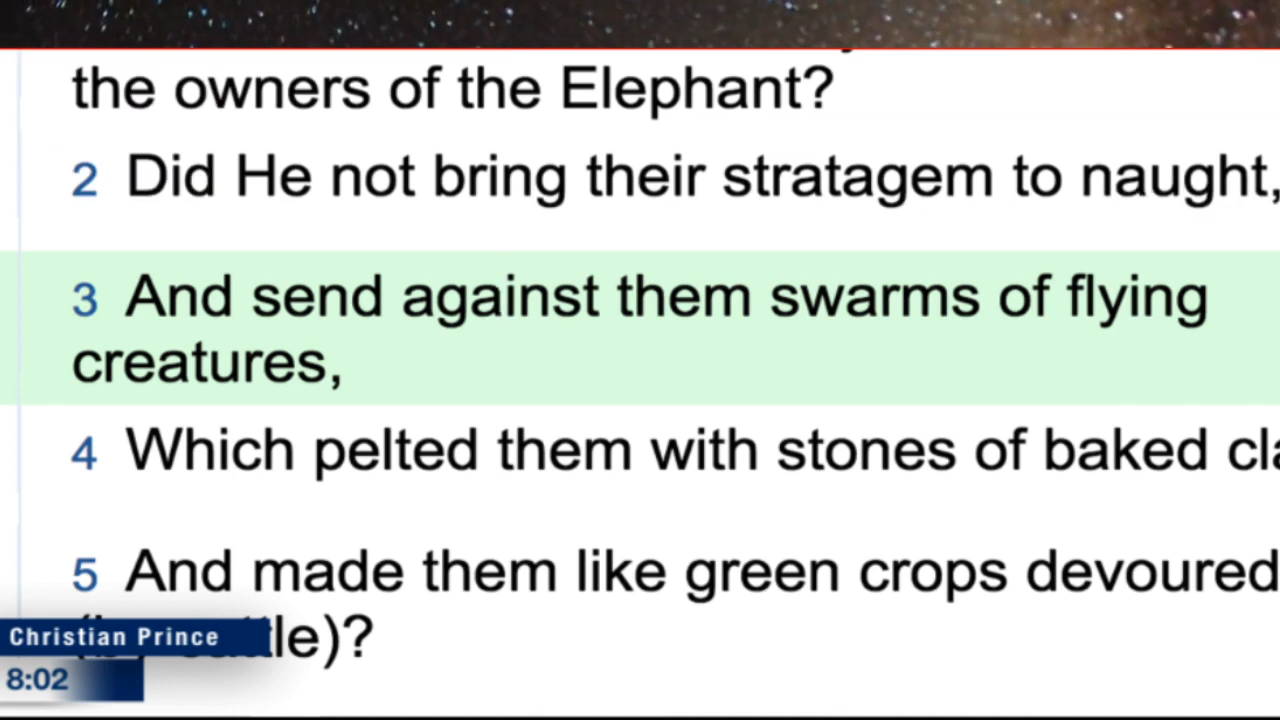 the owners of the Elephant?
2 Did He not bring their stratagem to naught,
3 And send against them swarms of flying
creatures,
4 Which pelted them with stones of baked
5 And made them like green crops devoured
Christian Prince
8:02